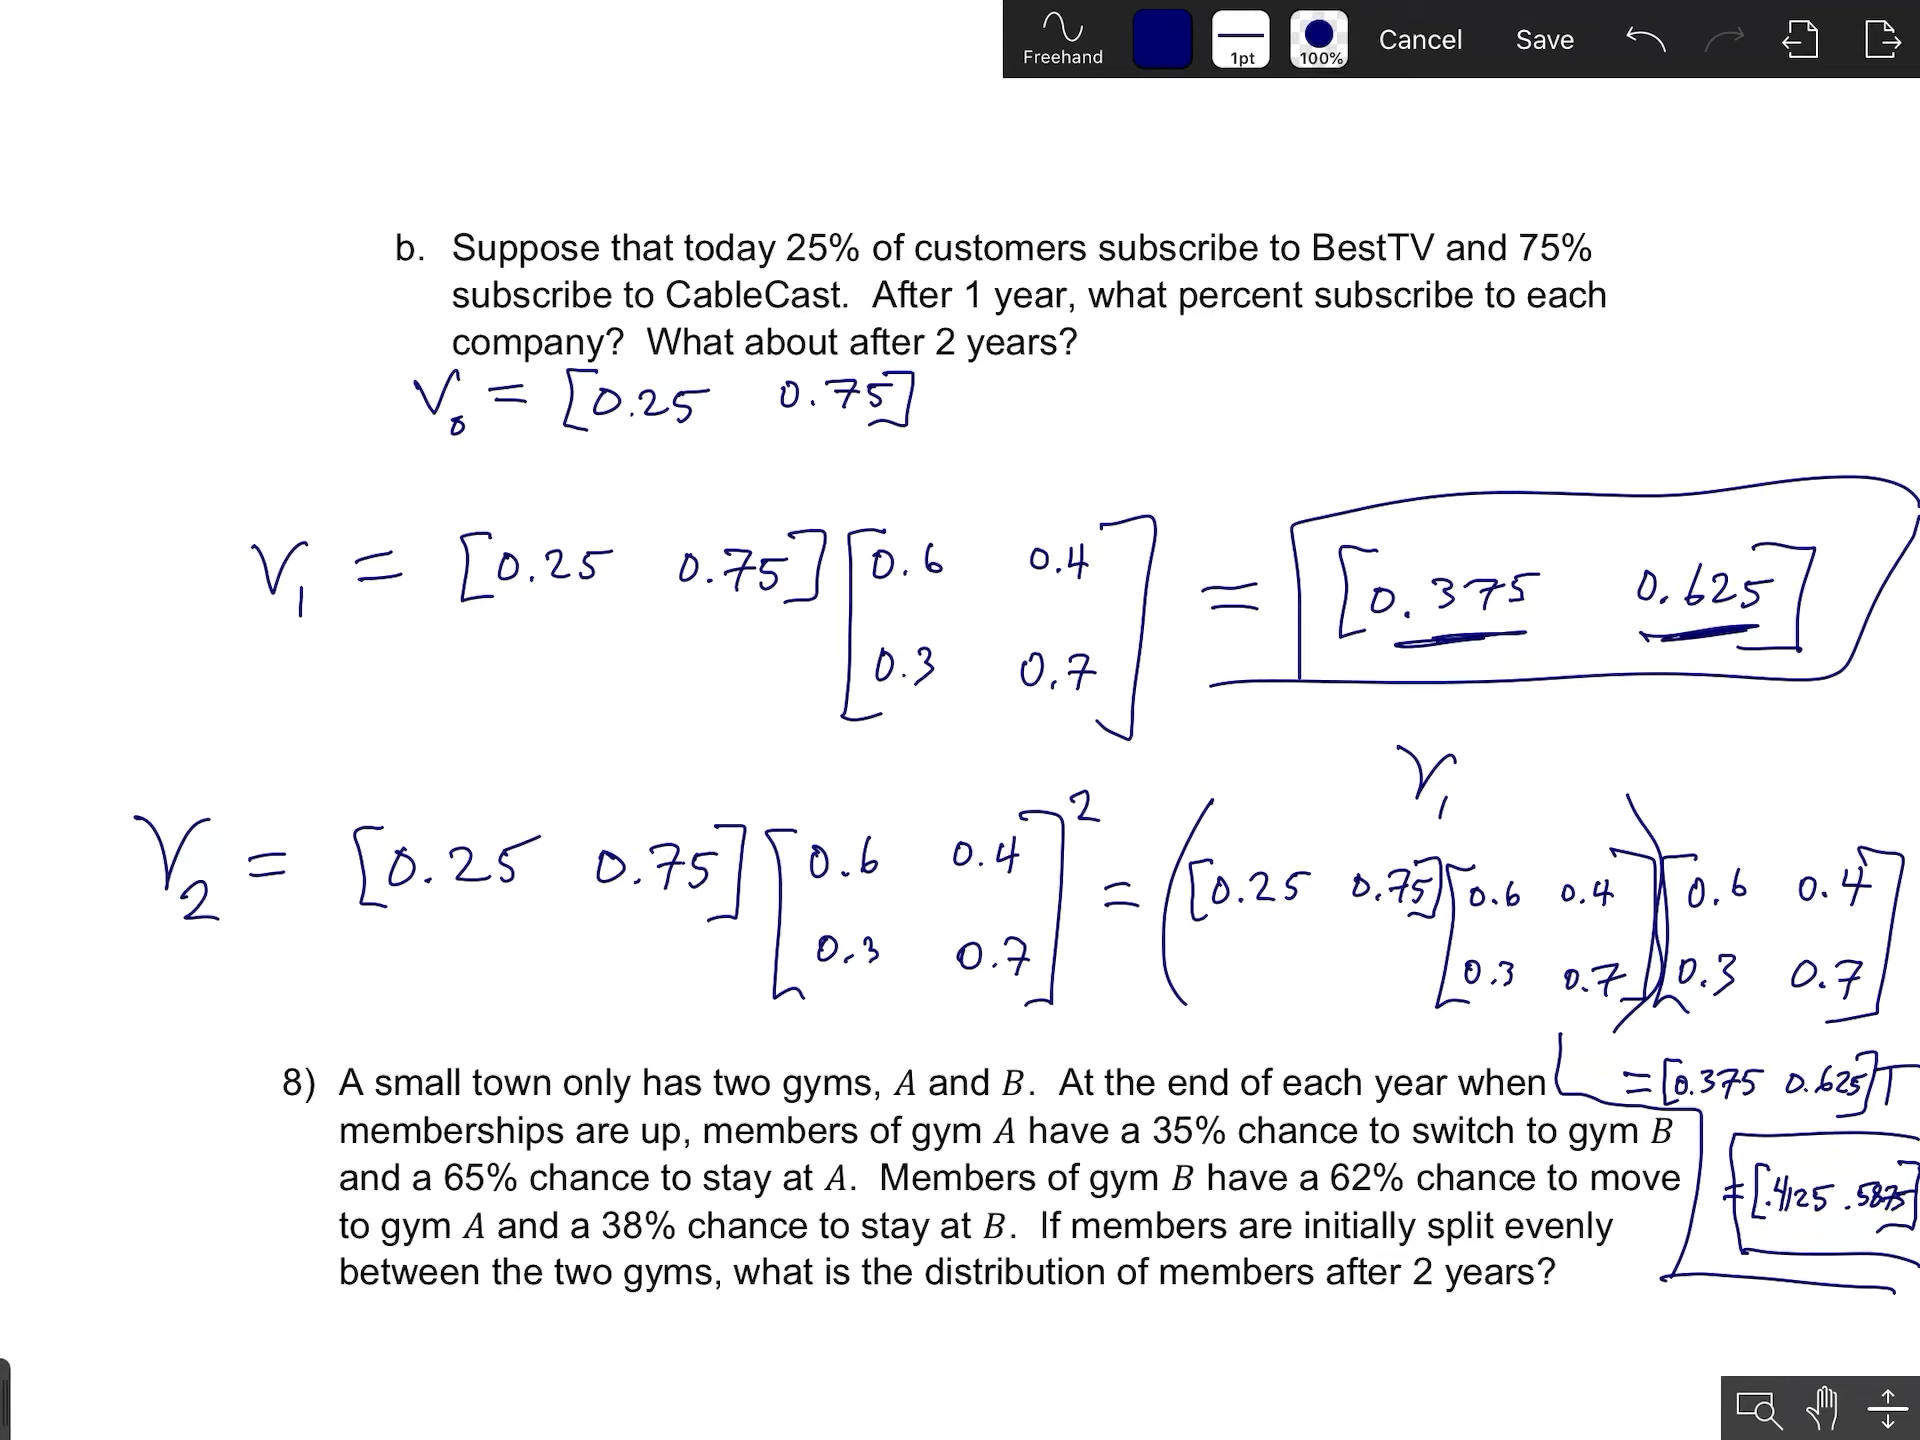 Freehand 1pt 100% Cancel Save
b. Suppose that today 25% of customers subscribe to BestTV and 75%
subscribe to CableCast. After 1 year, what percent subscribe to each
company? What about after 2 years?
V₀ = [0.25 0.75]
V₁ = [0.25 0.75] [0.6 0.4 = [0.375 0.625]
0.3 0.7]
V₁
V₂ = [0.25 0.75] [0.6 0.4 ]² = ([0.25 0.75] [0.6 0.4 ) [0.6 0.4
0.3 0.7] 0.3 0.7] 0.3 0.7]
= [0.375 0.625] T
= [.4125 .5875]
8) A small town only has two gyms, A and B. At the end of each year when
memberships are up, members of gym A have a 35% chance to switch to gym B
and a 65% chance to stay at A. Members of gym B have a 62% chance to move
to gym A and a 38% chance to stay at B. If members are initially split evenly
between the two gyms, what is the distribution of members after 2 years?